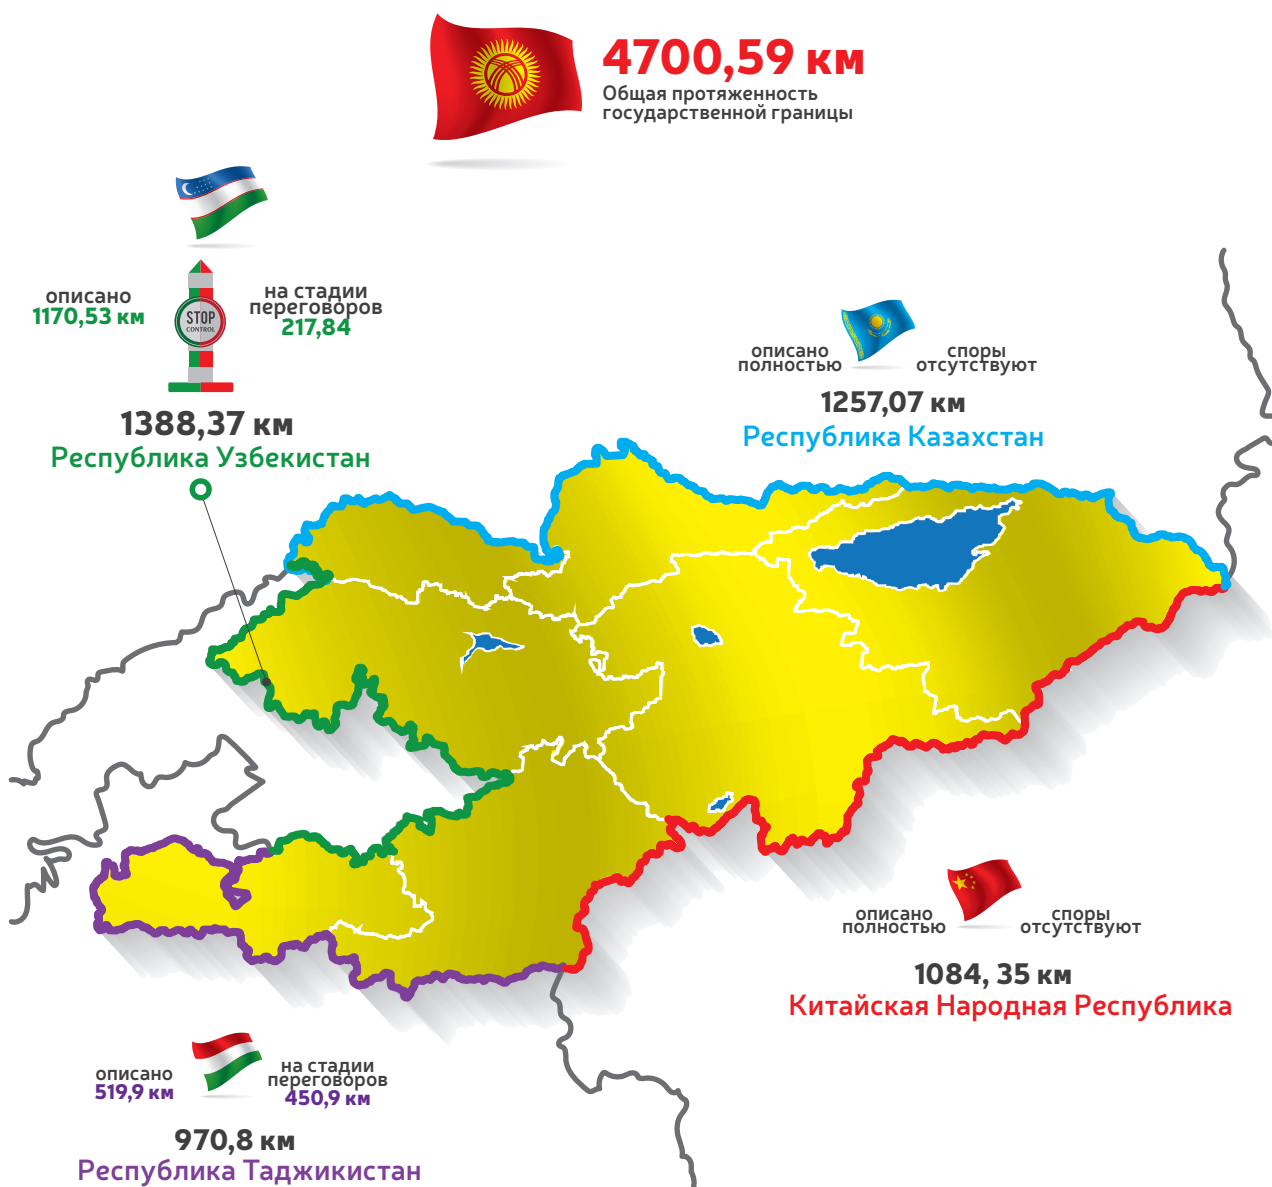 4700,59 км
Общая протяженность
государственной границы
описано
1170,53 км
STOP
CONTROL
на стадии
переговоров
217,84
1388,37 км
Республика Узбекистан
описано
полностью
споры
отсутствуют
1257,07 км
Республика Казахстан
описано
полностью
споры
отсутствуют
1084, 35 км
Китайская Народная Республика
описано
519,9 км
на стадии
переговоров
450,9 км
970,8 км
Республика Таджикистан